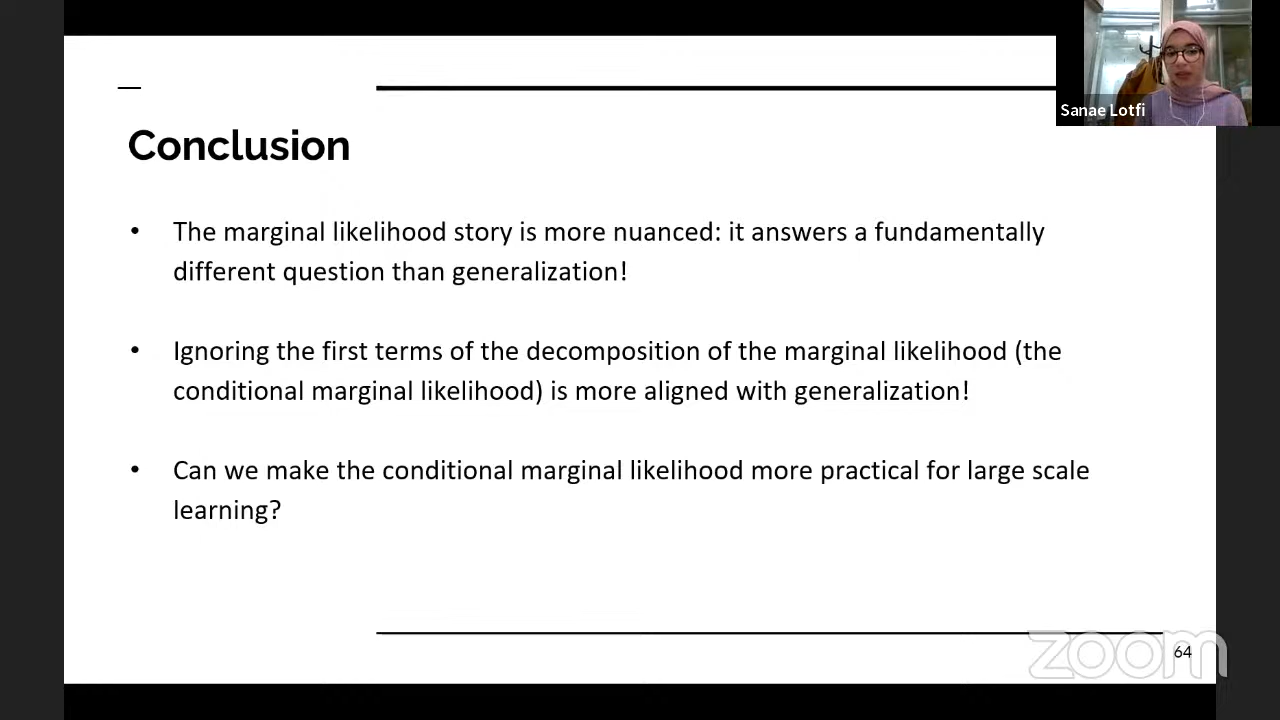 Sanae Lotfi
Conclusion
• The marginal likelihood story is more nuanced: it answers a fundamentally
different question than generalization!
• Ignoring the first terms of the decomposition of the marginal likelihood (the
conditional marginal likelihood) is more aligned with generalization!
• Can we make the conditional marginal likelihood more practical for large scale
learning?
64
zoom